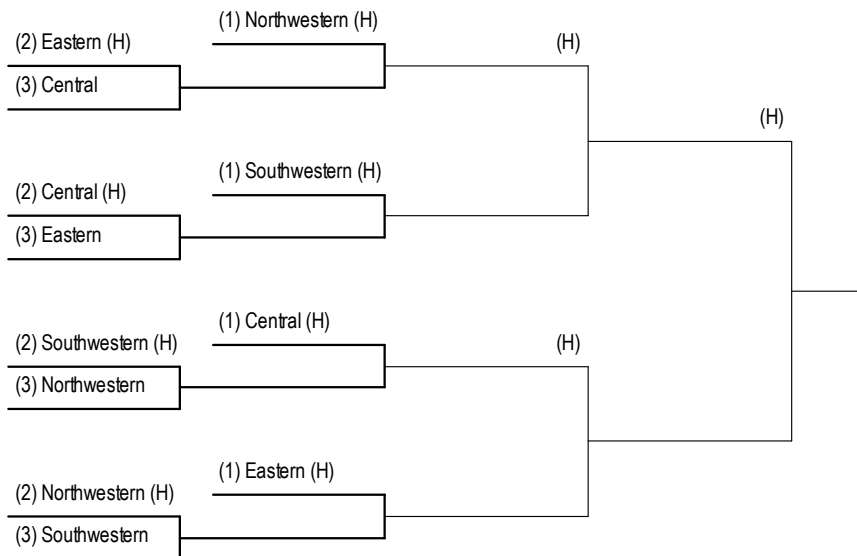 (1) Northwestern (H)
(2) Eastern (H)
(H)
(3) Central
(H)
(1) Southwestern (H)
(2) Central (H)
(3) Eastern
(1) Central (H)
(2) Southwestern (H)
(H)
(3) Northwestern
(1) Eastern (H)
(2) Northwestern (H)
(3) Southwestern